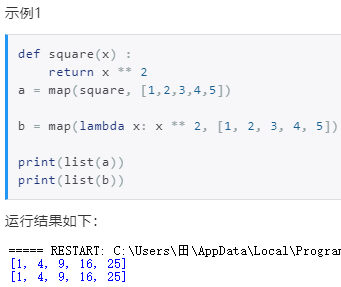 示例1
def square(x) :
    return x ** 2
a = map(square, [1,2,3,4,5])
b = map(lambda x: x ** 2, [1, 2, 3, 4, 5])
print(list(a))
print(list(b))
运行结果如下：
===== RESTART: C:\Users\田\AppData\Local\Progra
[1, 4, 9, 16, 25]
[1, 4, 9, 16, 25]